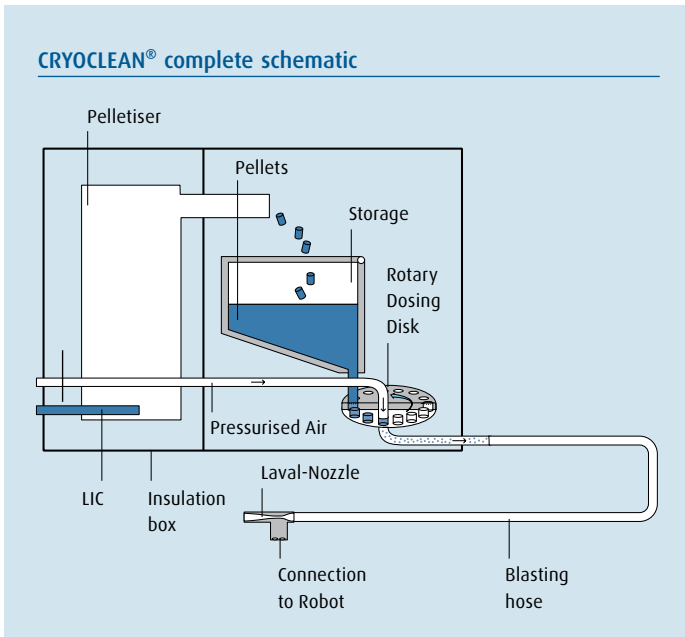 CRYOCLEAN® complete schematic
Pelletiser
Pellets
Storage
Rotary
Dosing
Disk
Pressurised Air
LIC
Insulation
box
Laval-Nozzle
Connection
to Robot
Blasting
hose